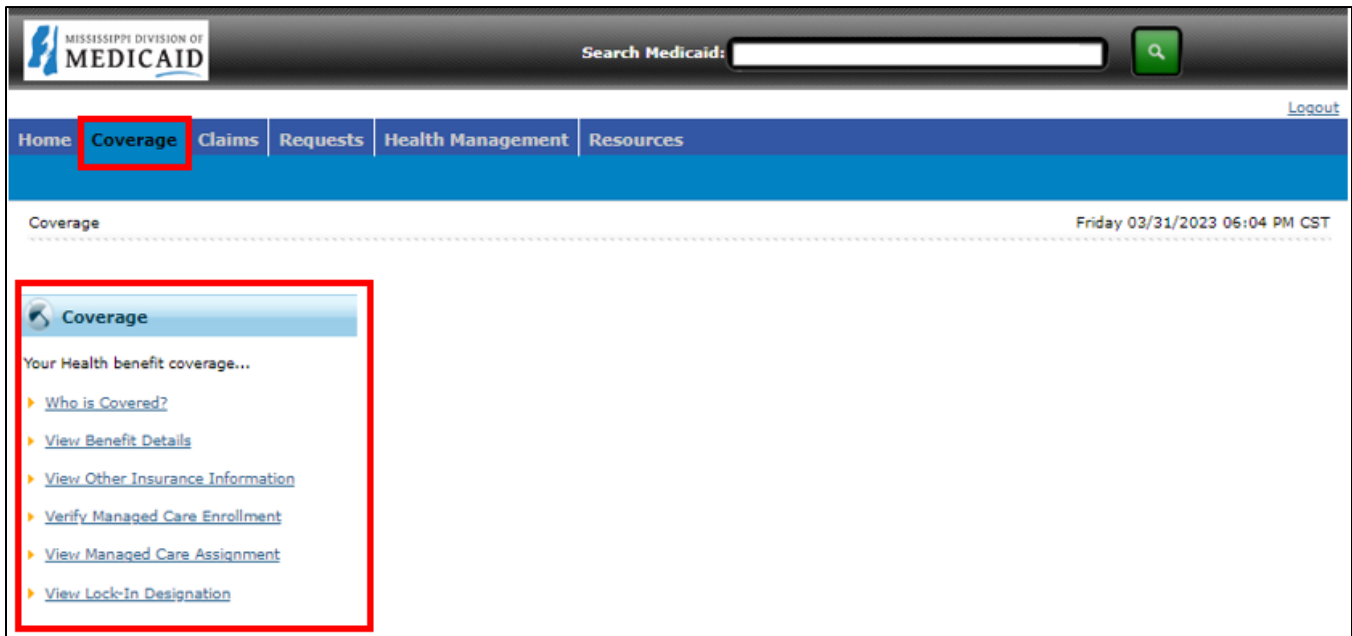 MISSISSIPPI DIVISION OF
MEDICAID
Search Medicaid:
Logout
Home Coverage Claims Requests Health Management Resources
Coverage Friday 03/31/2023 06:04 PM CST
Coverage
Your Health benefit coverage...
Who is Covered?
View Benefit Details
View Other Insurance Information
Verify Managed Care Enrollment
View Managed Care Assignment
View Lock-In Designation